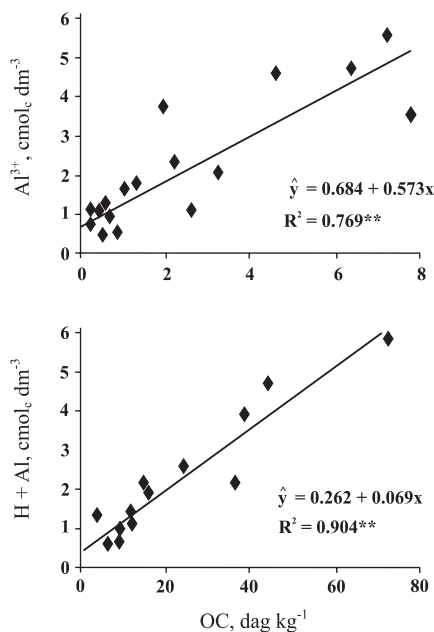 6
5
4
3
2
1
0
Al³⁺, cmol꜀ dm⁻³
ŷ = 0.684 + 0.573x
R² = 0.769**
0 2 4 6 8
6
5
4
3
2
1
0
H + Al, cmol꜀ dm⁻³
ŷ = 0.262 + 0.069x
R² = 0.904**
0 20 40 60 80
OC, dag kg⁻¹